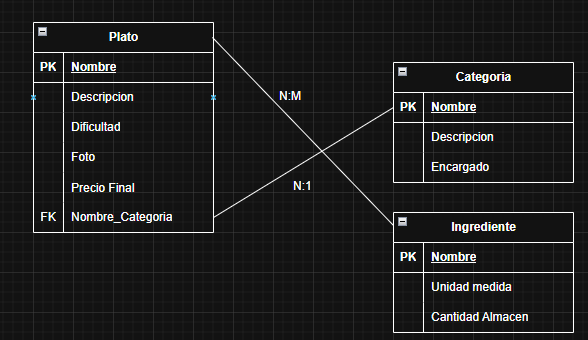 Plato
PK Nombre
Descripcion
Dificultad
Foto
Precio Final
FK Nombre_Categoria
N:M
N:1
Categoria
PK Nombre
Descripcion
Encargado
Ingrediente
PK Nombre
Unidad medida
Cantidad Almacen